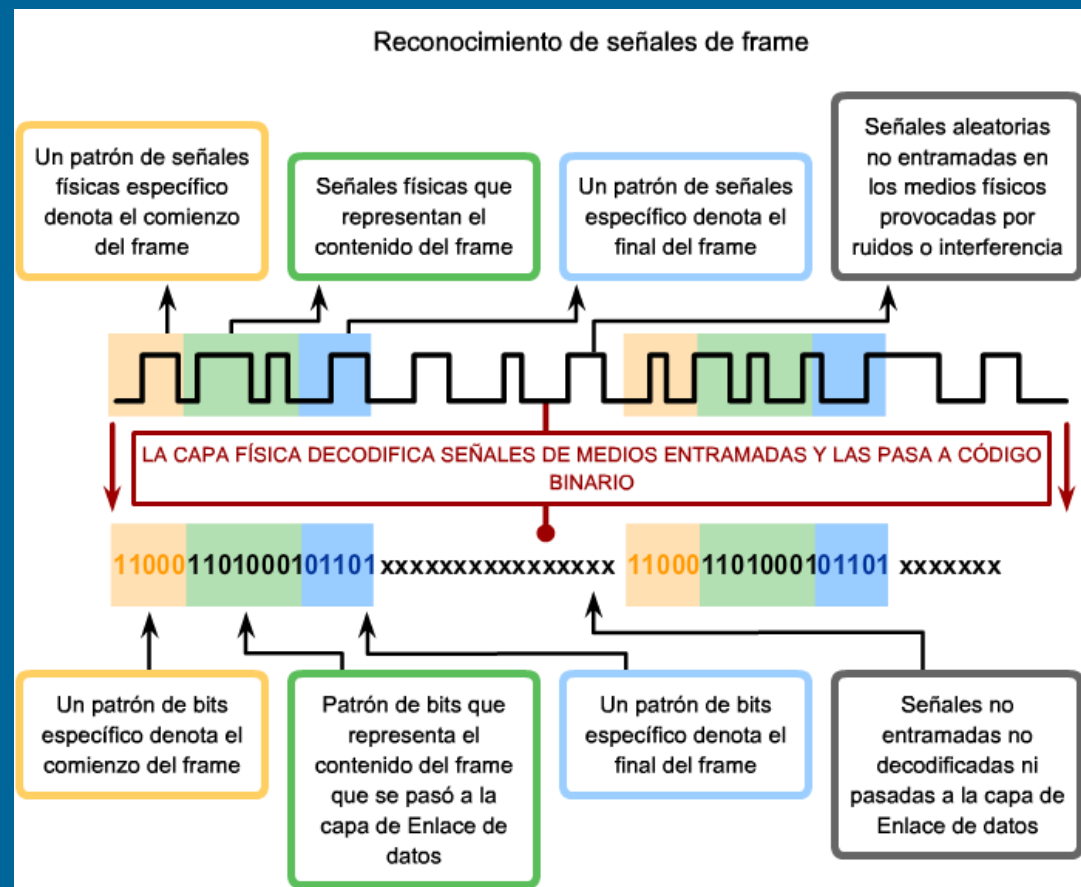 Reconocimiento de señales de frame
Un patrón de señales
físicas específico
denota el comienzo
del frame
Señales físicas que
representan el
contenido del frame
Un patrón de señales
específico denota el
final del frame
Señales aleatorias
no entramadas en
los medios físicos
provocadas por
ruidos o interferencia
LA CAPA FÍSICA DECODIFICA SEÑALES DE MEDIOS ENTRAMADAS Y LAS PASA A CÓDIGO
BINARIO
110001101000101101 xxxxxxxxxxxxxxxx 110001101000101101 xxxxxxx
Un patrón de bits
específico denota el
comienzo del frame
Patrón de bits que
representa el
contenido del frame
que se pasó a la
capa de Enlace de
datos
Un patrón de bits
específico denota el
final del frame
Señales no
entramadas no
decodificadas ni
pasadas a la capa de
Enlace de datos